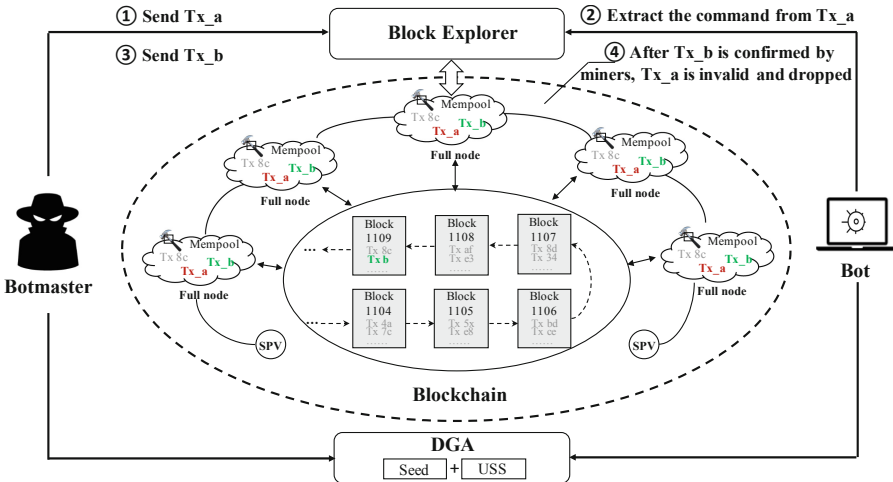 ① Send Tx_a
② Extract the command from Tx_a
Block Explorer
③ Send Tx_b
④ After Tx_b is confirmed by
miners, Tx_a is invalid and dropped
Mempool
Tx 8c
Tx_b
Tx_a
Full node
Mempool
Tx 8c
Tx_b
Tx_a
Full node
Mempool
Tx 8c
Tx_b
Tx_a
Full node
Mempool
Tx 8c
Tx_b
Tx_a
Full node
Mempool
Tx 8c
Tx_b
Tx_a
Full node
Botmaster
Bot
Block
1109
Tx 8c
Tx b
......
Block
1108
Tx af
Tx c3
......
Block
1107
Tx 8d
Tx 34
......
...
Block
1104
Tx 4a
Tx 7c
......
Block
1105
Tx 5x
Tx e8
......
Block
1106
Tx bd
Tx ce
......
...
SPV
SPV
Blockchain
DGA
Seed + USS